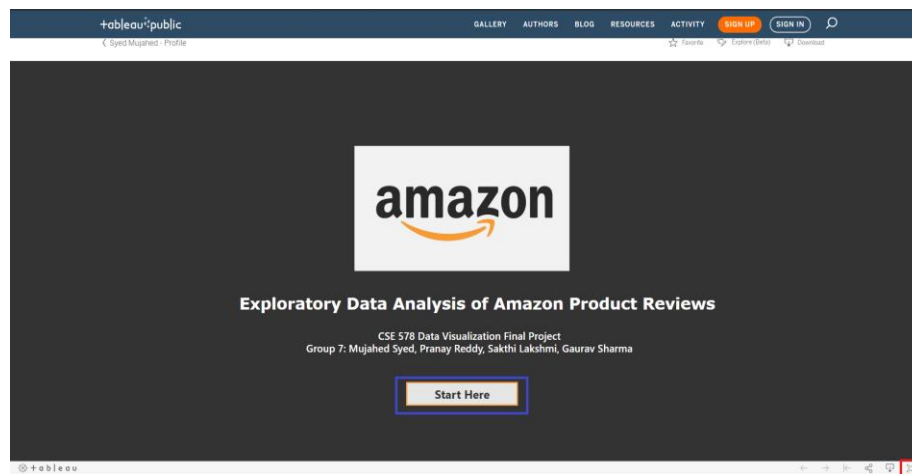 +ableau public
GALLERY AUTHORS BLOG RESOURCES ACTIVITY SIGN UP SIGN IN
Syed Mujahed - Profile
Favorite Explore (Beta) Download
amazon
Exploratory Data Analysis of Amazon Product Reviews
CSE 578 Data Visualization Final Project
Group 7: Mujahed Syed, Pranay Reddy, Sakthi Lakshmi, Gaurav Sharma
Start Here
+ableau